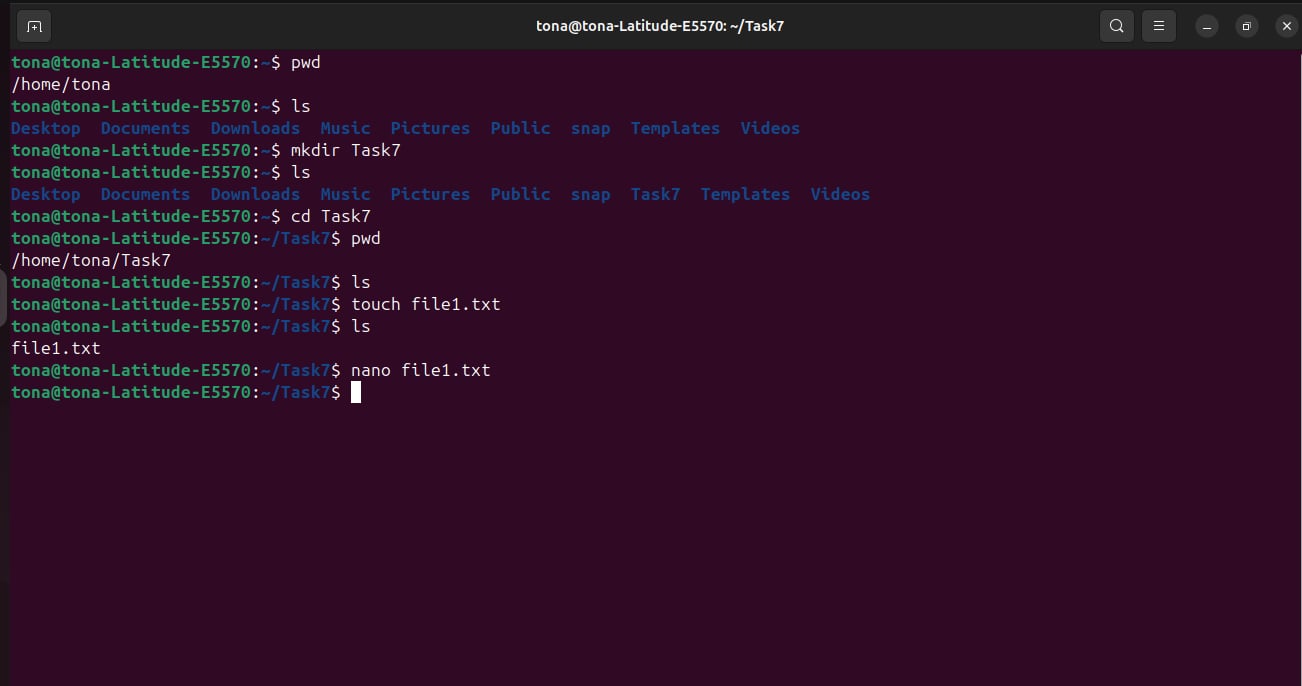 tona@tona-Latitude-E5570: ~/Task7
tona@tona-Latitude-E5570:~$ pwd
/home/tona
tona@tona-Latitude-E5570:~$ ls
Desktop  Documents  Downloads  Music  Pictures  Public  snap  Templates  Videos
tona@tona-Latitude-E5570:~$ mkdir Task7
tona@tona-Latitude-E5570:~$ ls
Desktop  Documents  Downloads  Music  Pictures  Public  snap  Task7  Templates  Videos
tona@tona-Latitude-E5570:~$ cd Task7
tona@tona-Latitude-E5570:~/Task7$ pwd
/home/tona/Task7
tona@tona-Latitude-E5570:~/Task7$ ls
tona@tona-Latitude-E5570:~/Task7$ touch file1.txt
tona@tona-Latitude-E5570:~/Task7$ ls
file1.txt
tona@tona-Latitude-E5570:~/Task7$ nano file1.txt
tona@tona-Latitude-E5570:~/Task7$